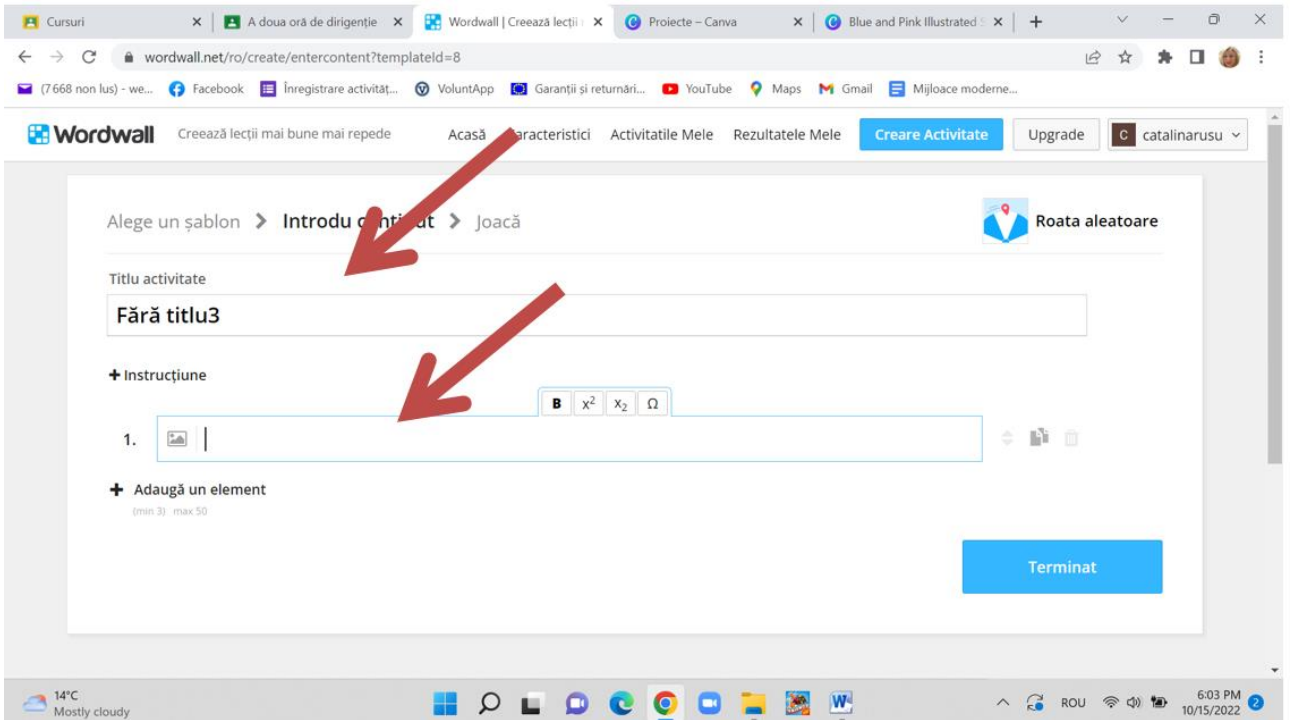 Cursuri
A doua oră de dirigenție
Wordwall | Creează lecții
Proiecte – Canva
Blue and Pink Illustrated
wordwall.net/ro/create/entercontent?templateId=8
(7 668 non lus) - we...
Facebook
Înregistrare activităț...
VoluntApp
Garanții și returnări...
YouTube
Maps
Gmail
Mijloace moderne...
Wordwall
Creează lecții mai bune mai repede
Acasă
Activitatile Mele
Rezultatele Mele
Creare Activitate
Upgrade
C catalinarusu
Alege un șablon > Introdu > Joacă
Roata aleatoare
Titlu activitate
Fără titlu3
+ Instrucțiune
B x² x₂ Ω
1.
+ Adaugă un element
(min 3) max 50
Terminat
14°C
Mostly cloudy
ROU
6:03 PM
10/15/2022
2